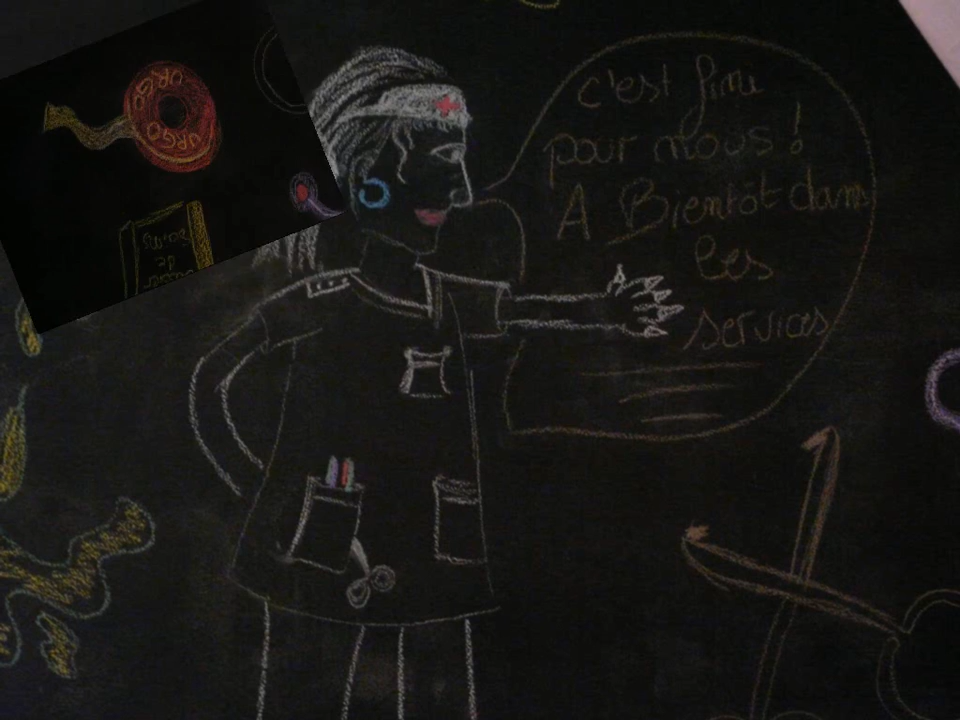 c'est fini
pour nous !
A Bientôt dans
les
services
URGO
URGO